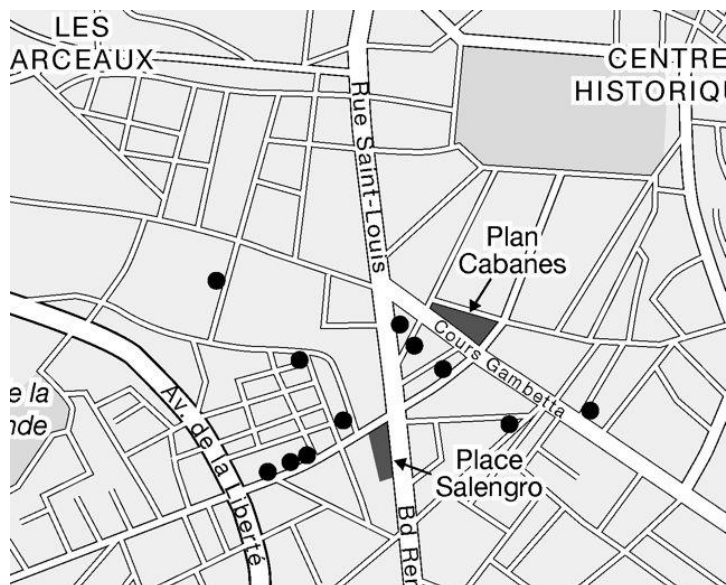 LES
ARCEAUX
CENTRE
HISTORIQU
Rue Saint-Louis
Plan
Cabanes
Cours Gambetta
e la
nde
Av. de la Liberté
Place
Salengro
Bd Ren